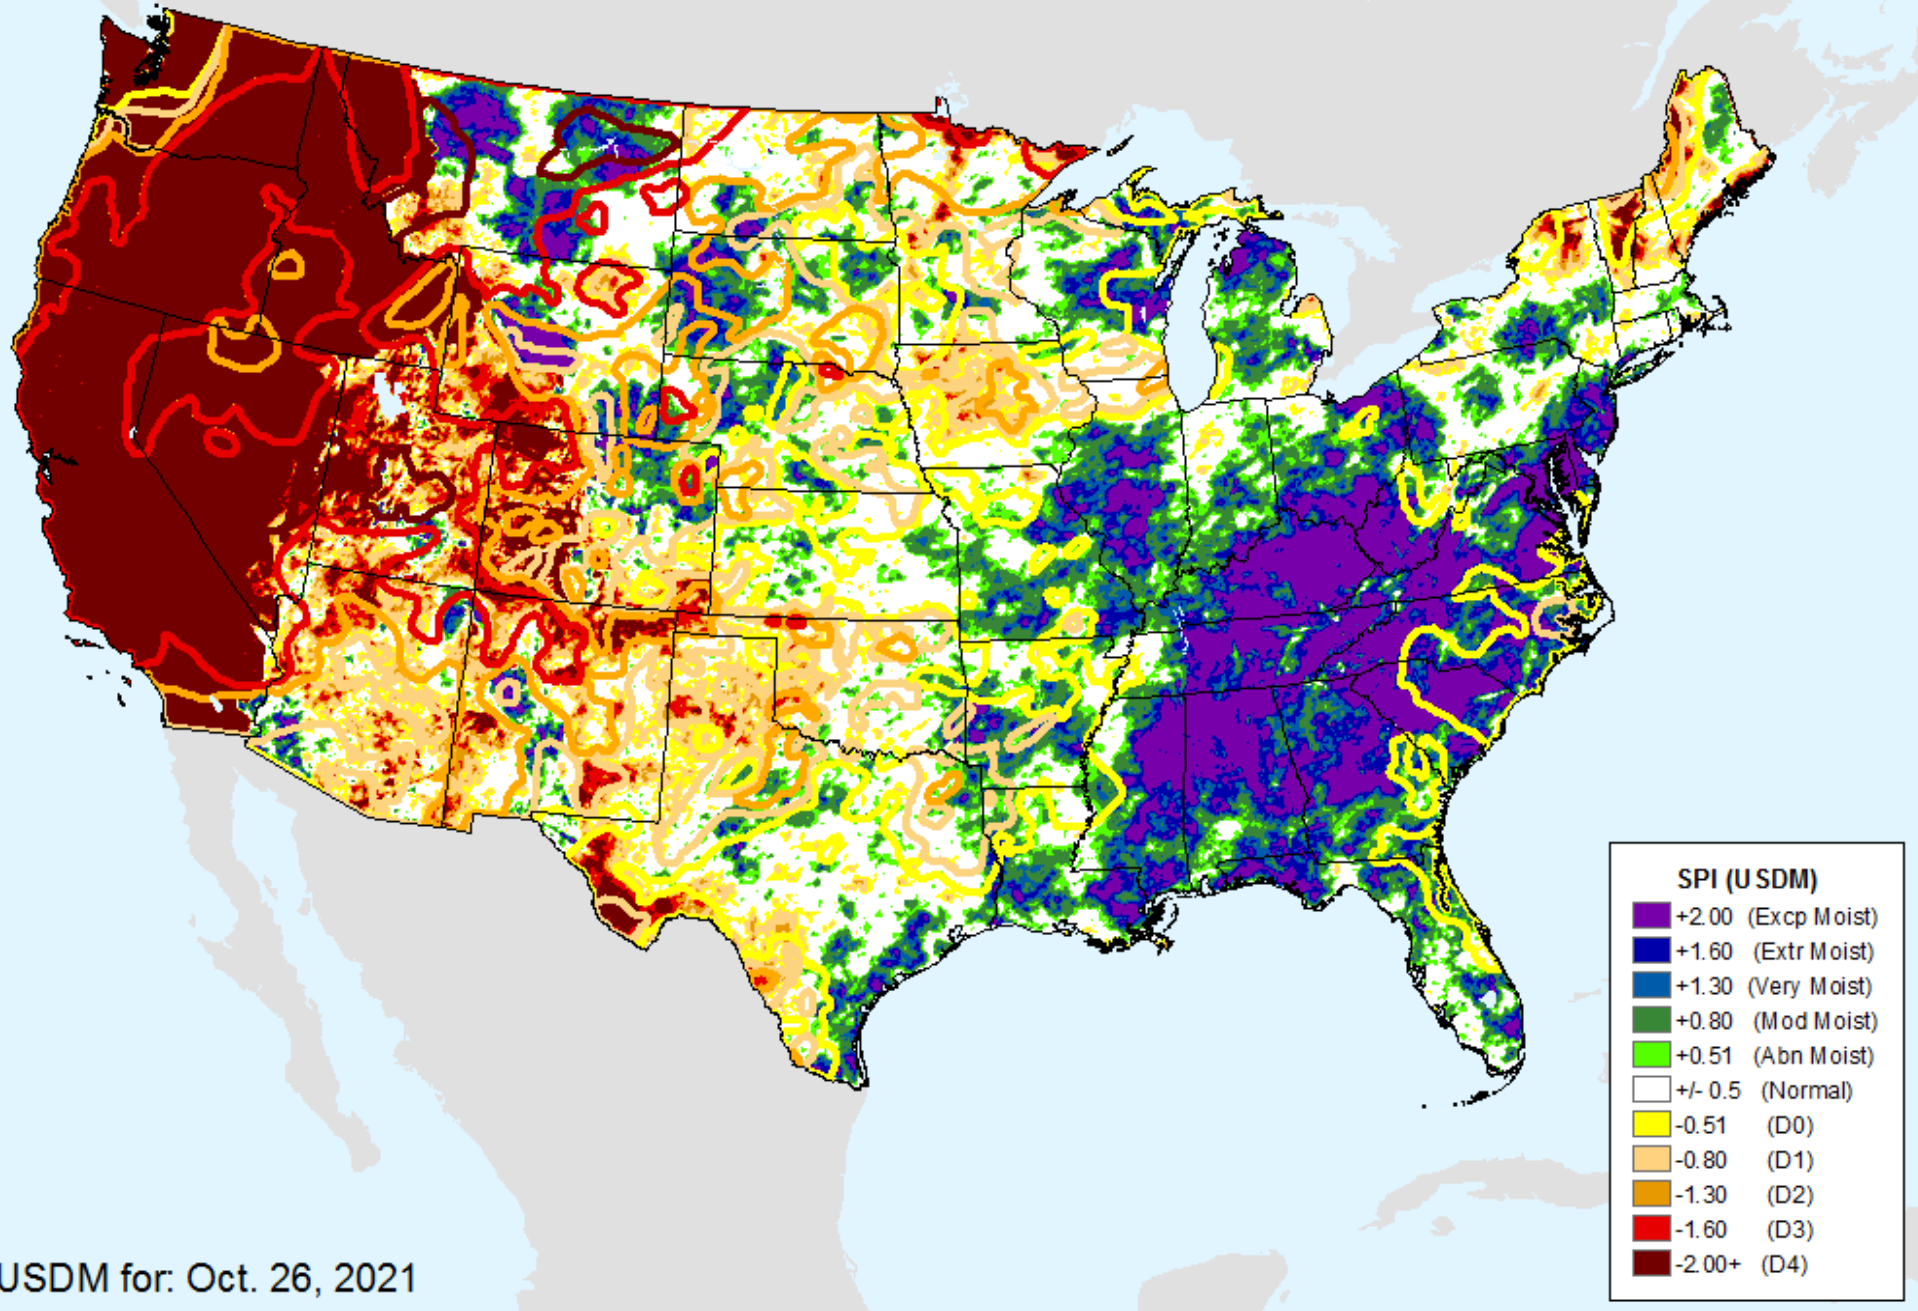 SPI (USDM)
+2.00 (Excp Moist)
+1.60 (Extr Moist)
+1.30 (Very Moist)
+0.80 (Mod Moist)
+0.51 (Abn Moist)
+/- 0.5 (Normal)
-0.51 (D0)
-0.80 (D1)
-1.30 (D2)
-1.60 (D3)
-2.00+ (D4)
USDM for: Oct. 26, 2021